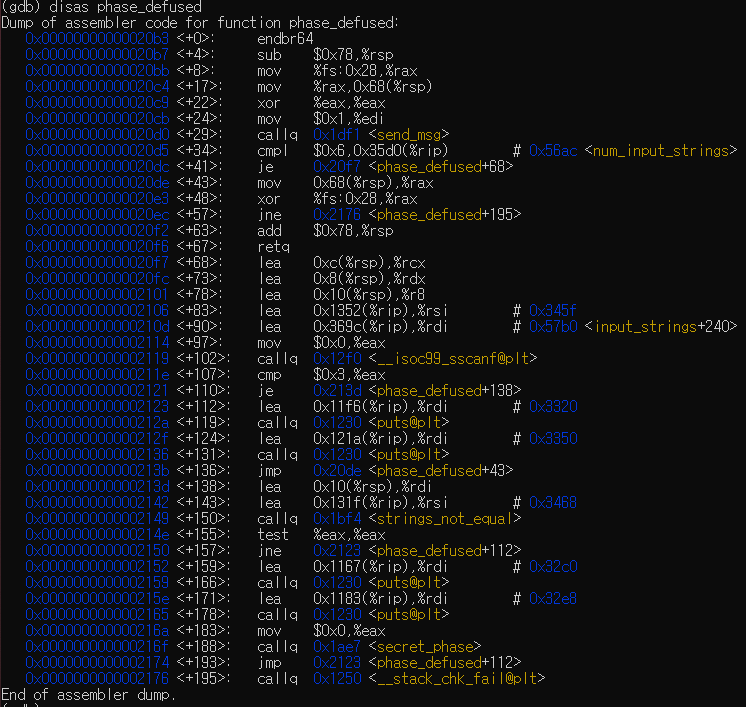 (gdb) disas phase_defused
Dump of assembler code for function phase_defused:
0x00000000000020b3 <+0>: endbr64
0x00000000000020b7 <+4>: sub $0x78,%rsp
0x00000000000020bb <+8>: mov %fs:0x28,%rax
0x00000000000020c4 <+17>: mov %rax,0x68(%rsp)
0x00000000000020c9 <+22>: xor %eax,%eax
0x00000000000020cb <+24>: mov $0x1,%edi
0x00000000000020d0 <+29>: callq 0x1df1 <send_msg>
0x00000000000020d5 <+34>: cmpl $0x6,0x35d0(%rip) # 0x56ac <num_input_strings>
0x00000000000020dc <+41>: je 0x20f7 <phase_defused+68>
0x00000000000020de <+43>: mov 0x68(%rsp),%rax
0x00000000000020e3 <+48>: xor %fs:0x28,%rax
0x00000000000020ec <+57>: jne 0x2176 <phase_defused+195>
0x00000000000020f2 <+63>: add $0x78,%rsp
0x00000000000020f6 <+67>: retq
0x00000000000020f7 <+68>: lea 0xc(%rsp),%rcx
0x00000000000020fc <+73>: lea 0x8(%rsp),%rdx
0x0000000000002101 <+78>: lea 0x10(%rsp),%r8
0x0000000000002106 <+83>: lea 0x1352(%rip),%rsi # 0x345f
0x000000000000210d <+90>: lea 0x369c(%rip),%rdi # 0x57b0 <input_strings+240>
0x0000000000002114 <+97>: mov $0x0,%eax
0x0000000000002119 <+102>: callq 0x12f0 <__isoc99_sscanf@plt>
0x000000000000211e <+107>: cmp $0x3,%eax
0x0000000000002121 <+110>: je 0x213d <phase_defused+138>
0x0000000000002123 <+112>: lea 0x11f6(%rip),%rdi # 0x3320
0x000000000000212a <+119>: callq 0x1230 <puts@plt>
0x000000000000212f <+124>: lea 0x121a(%rip),%rdi # 0x3350
0x0000000000002136 <+131>: callq 0x1230 <puts@plt>
0x000000000000213b <+136>: jmp 0x20de <phase_defused+43>
0x000000000000213d <+138>: lea 0x10(%rsp),%rdi
0x0000000000002142 <+143>: lea 0x131f(%rip),%rsi # 0x3468
0x0000000000002149 <+150>: callq 0x1bf4 <strings_not_equal>
0x000000000000214e <+155>: test %eax,%eax
0x0000000000002150 <+157>: jne 0x2123 <phase_defused+112>
0x0000000000002152 <+159>: lea 0x1167(%rip),%rdi # 0x32c0
0x0000000000002159 <+166>: callq 0x1230 <puts@plt>
0x000000000000215e <+171>: lea 0x1183(%rip),%rdi # 0x32e8
0x0000000000002165 <+178>: callq 0x1230 <puts@plt>
0x000000000000216a <+183>: mov $0x0,%eax
0x000000000000216f <+188>: callq 0x1ae7 <secret_phase>
0x0000000000002174 <+193>: jmp 0x2123 <phase_defused+112>
0x0000000000002176 <+195>: callq 0x1250 <__stack_chk_fail@plt>
End of assembler dump.